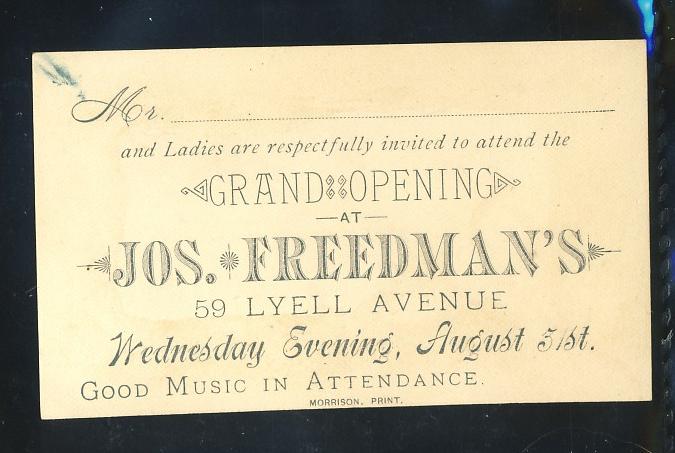 Mr.
and Ladies are respectfully invited to attend the
GRAND OPENING
—AT—
JOS. FREEDMAN'S
59 LYELL AVENUE
Wednesday Evening, August 31st.
GOOD MUSIC IN ATTENDANCE.
MORRISON, PRINT.